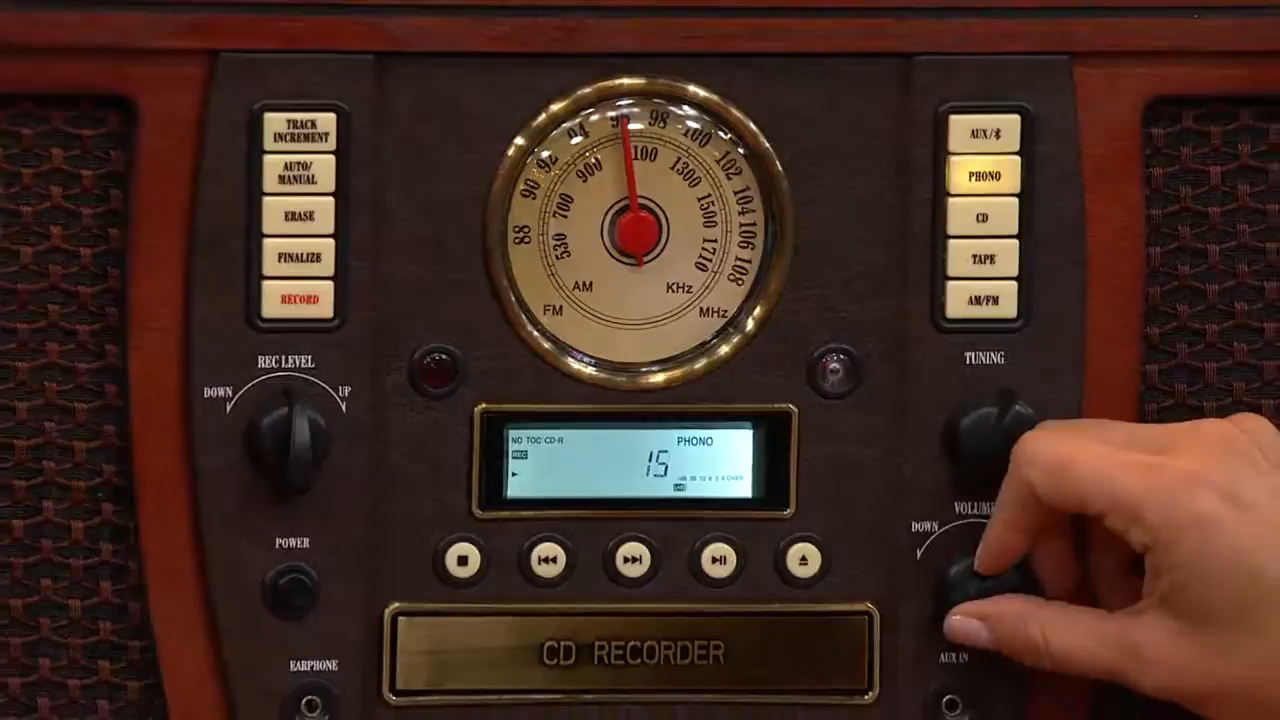 TRACK
INCREMENT
AUTO/
MANUAL
ERASE
FINALIZE
RECORD
REC LEVEL
DOWN
UP
POWER
EARPHONE
88
90
92
94
98
100
102
104
106
108
530
700
900
1300
1500
1710
AM
KHz
FM
MHz
NO TOC CD-R
PHONO
REC
15
OVER
CD RECORDER
AUX/
PHONO
CD
TAPE
AM/FM
TUNING
DOWN
AUX IN